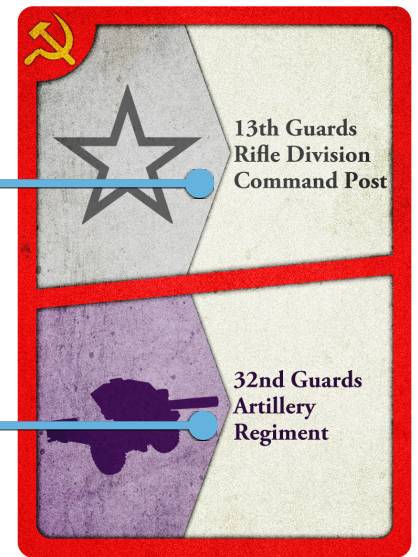 13th Guards
Rifle Division
Command Post
32nd Guards
Artillery
Regiment